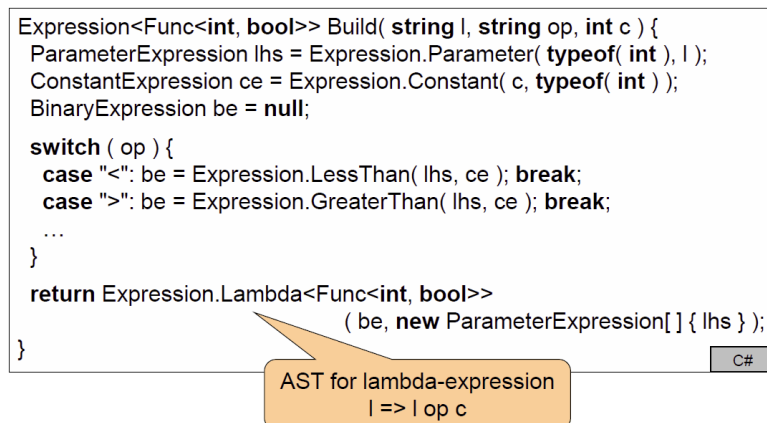 Expression<Func<int, bool>> Build( string l, string op, int c ) {
ParameterExpression lhs = Expression.Parameter( typeof( int ), l );
ConstantExpression ce = Expression.Constant( c, typeof( int ) );
BinaryExpression be = null;
switch ( op ) {
case "<": be = Expression.LessThan( lhs, ce ); break;
case ">": be = Expression.GreaterThan( lhs, ce ); break;
…
}
return Expression.Lambda<Func<int, bool>>
( be, new ParameterExpression[ ] { lhs } );
}
C#
AST for lambda-expression
l => l op c